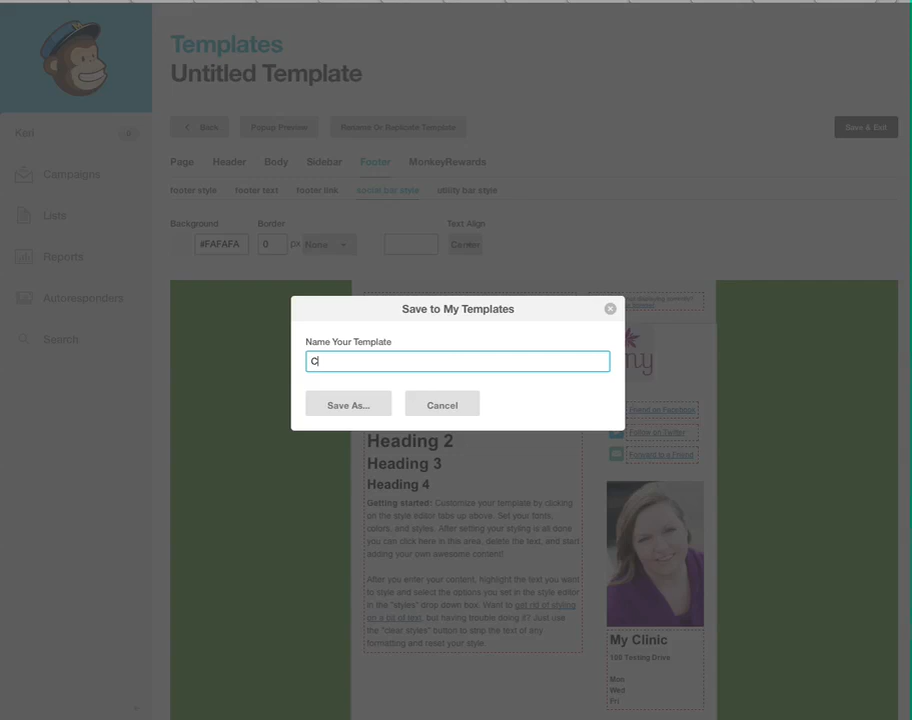 Templates
Untitled Template
Kori 0
Back Popup Preview Rename Or Replicate Template Save & Exit
Page Header Body Sidebar Footer MonkeyRewards
footer style footer text footer link social bar style utility bar style
Campaigns
Lists
Reports
Autoresponders
Search
Background Border Text Align
#FAFAFA 0 px None Center
Save to My Templates
Name Your Template
C
Save As... Cancel
Friend on Facebook
Follow on Twitter
Forward to a Friend
Heading 2
Heading 3
Heading 4
Getting started: Customize your template by clicking
on the style editor tabs up above. Set your fonts,
colors, and styles. After setting your styling is all done
you can click here in this area, delete the text, and start
adding your own awesome content!
After you enter your content, highlight the text you want
to style and select the options you set in the style editor
in the "styles" drop down box. Want to get rid of styling
on a bit of text, but having trouble doing it? Just use
the "clear styles" button to strip the text of any
formatting and reset your style.
My Clinic
100 Testing Drive
Mon
Wed
Fri